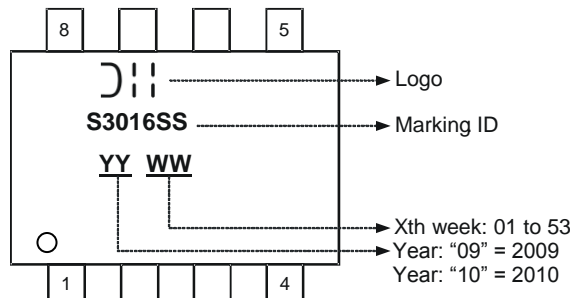 8 5
Logo
S3016SS Marking ID
YY WW
Xth week: 01 to 53
Year: “09” = 2009
Year: “10” = 2010
1 4